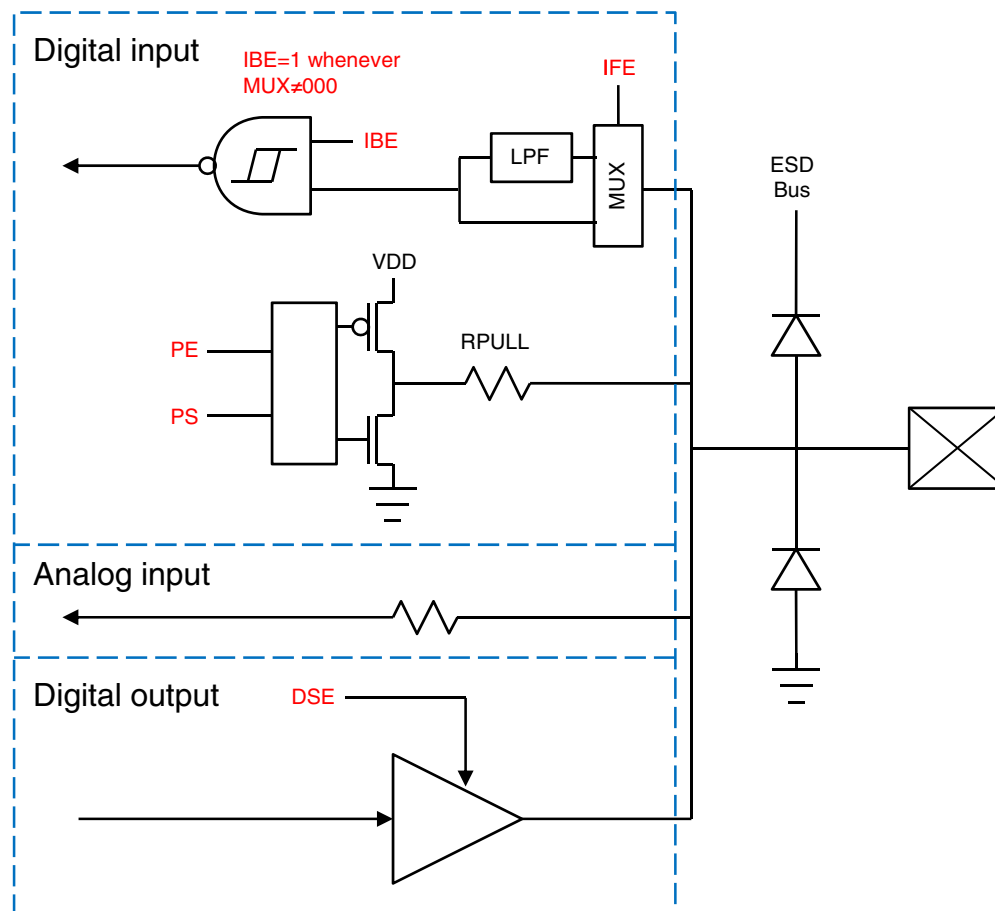 Digital input
IBE=1 whenever
MUX≠000
IFE
IBE
LPF
MUX
ESD
Bus
VDD
RPULL
PE
PS
Analog input
Digital output
DSE